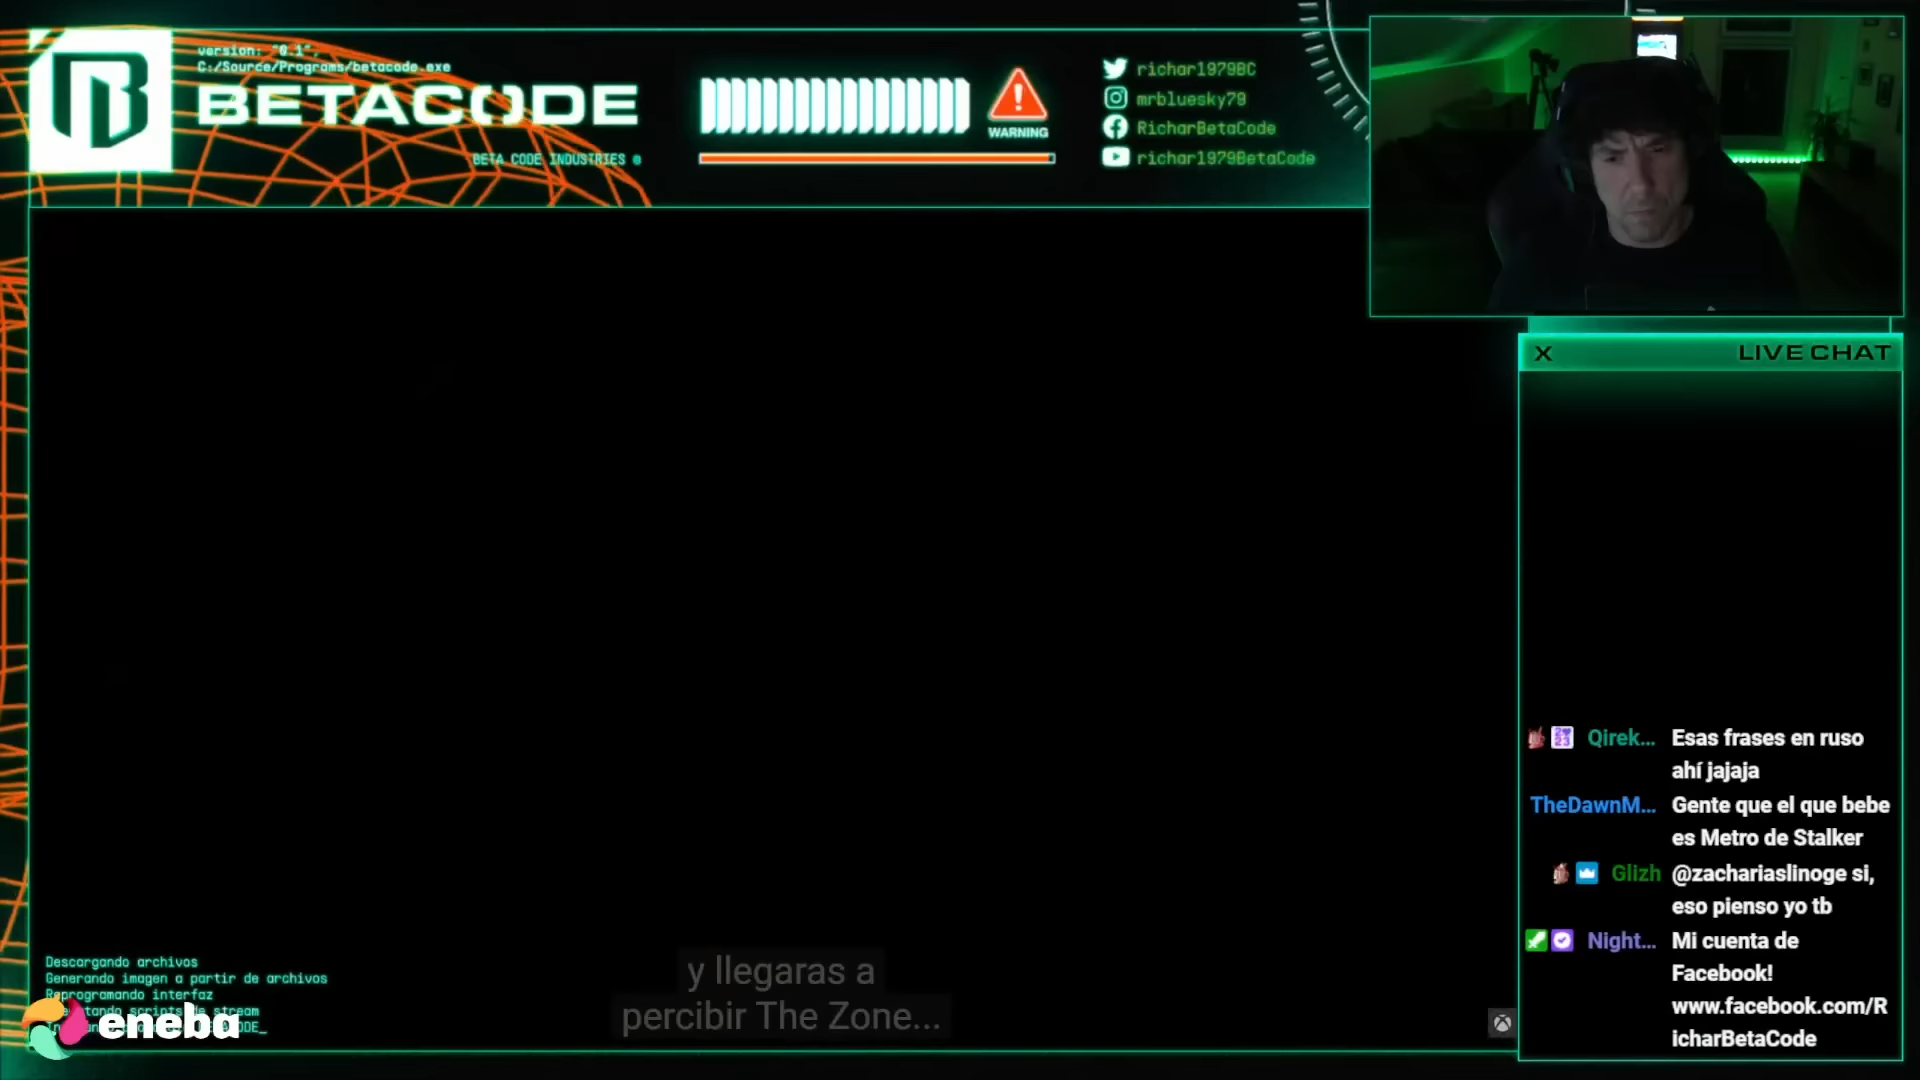 version: "0.1",
C:/Source/Programs/betacode.exe
BETACODE
BETA CODE INDUSTRIES
WARNING
richar1979BC
mrbluesky79
RicharBetaCode
richar1979BetaCode
X LIVE CHAT
Qirek... Esas frases en ruso
ahí jajaja
TheDawnM... Gente que el que bebe
es Metro de Stalker
Glizh @zachariaslinoge si,
eso pienso yo tb
Night... Mi cuenta de
Facebook!
www.facebook.com/R
icharBetaCode
Descargando archivos
Generando imagen a partir de archivos
Reprogramando interfaz
scripts de stream
eneba
y llegaras a
percibir The Zone...